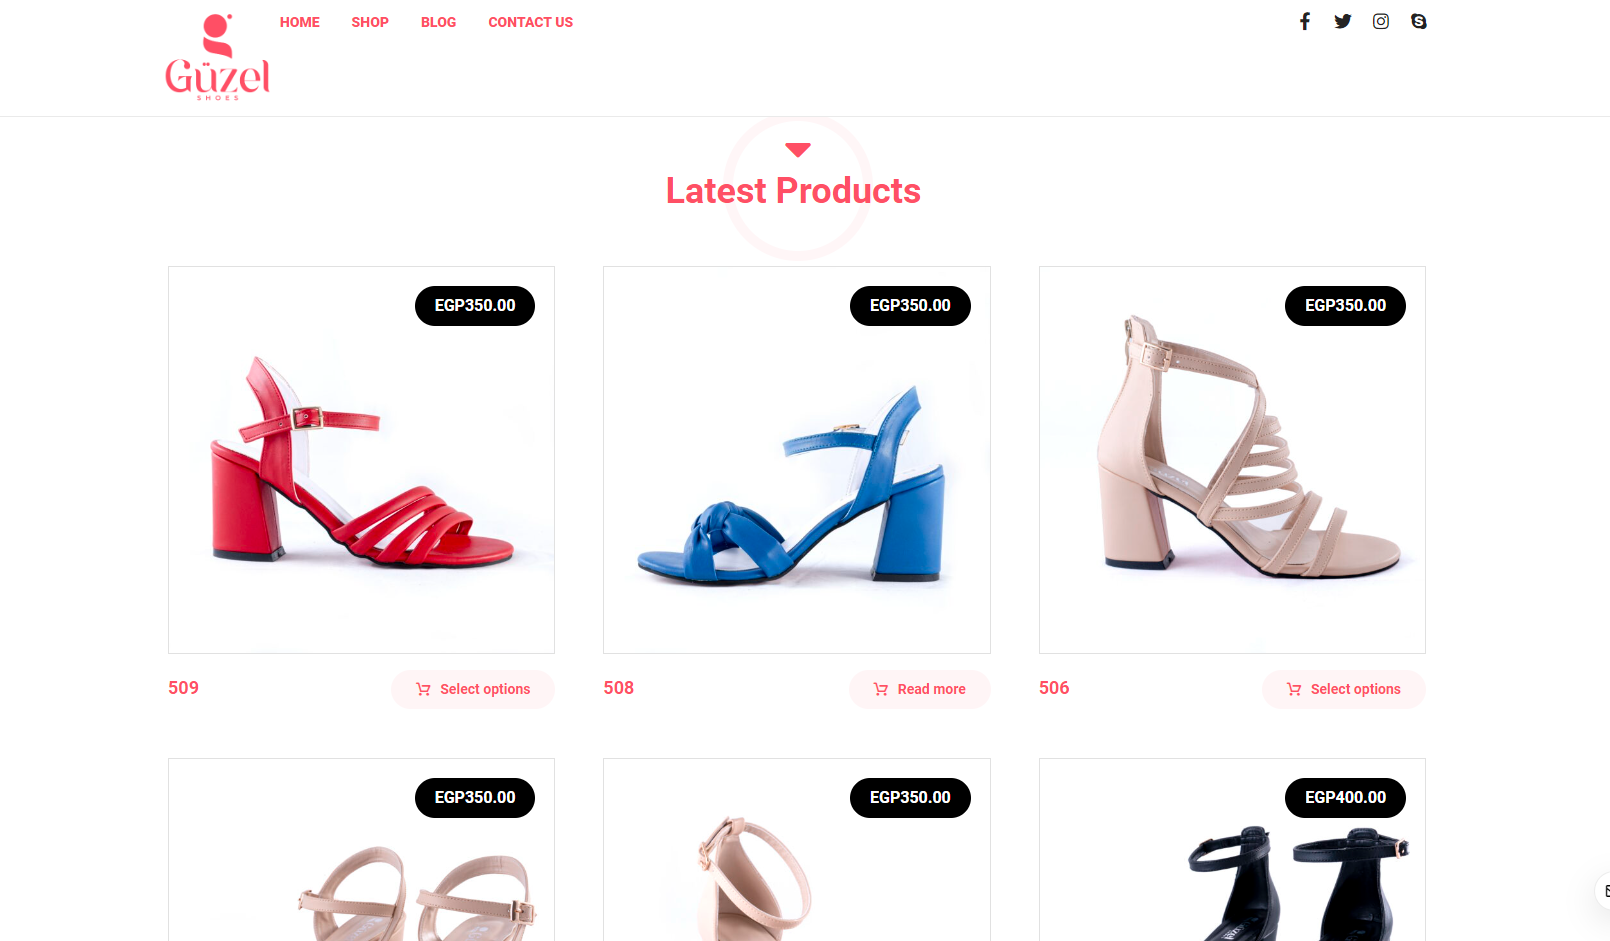 Güzel
SHOES
HOME SHOP BLOG CONTACT US
Latest Products
EGP350.00
EGP350.00
EGP350.00
509
Select options
508
Read more
506
Select options
EGP350.00
EGP350.00
EGP400.00